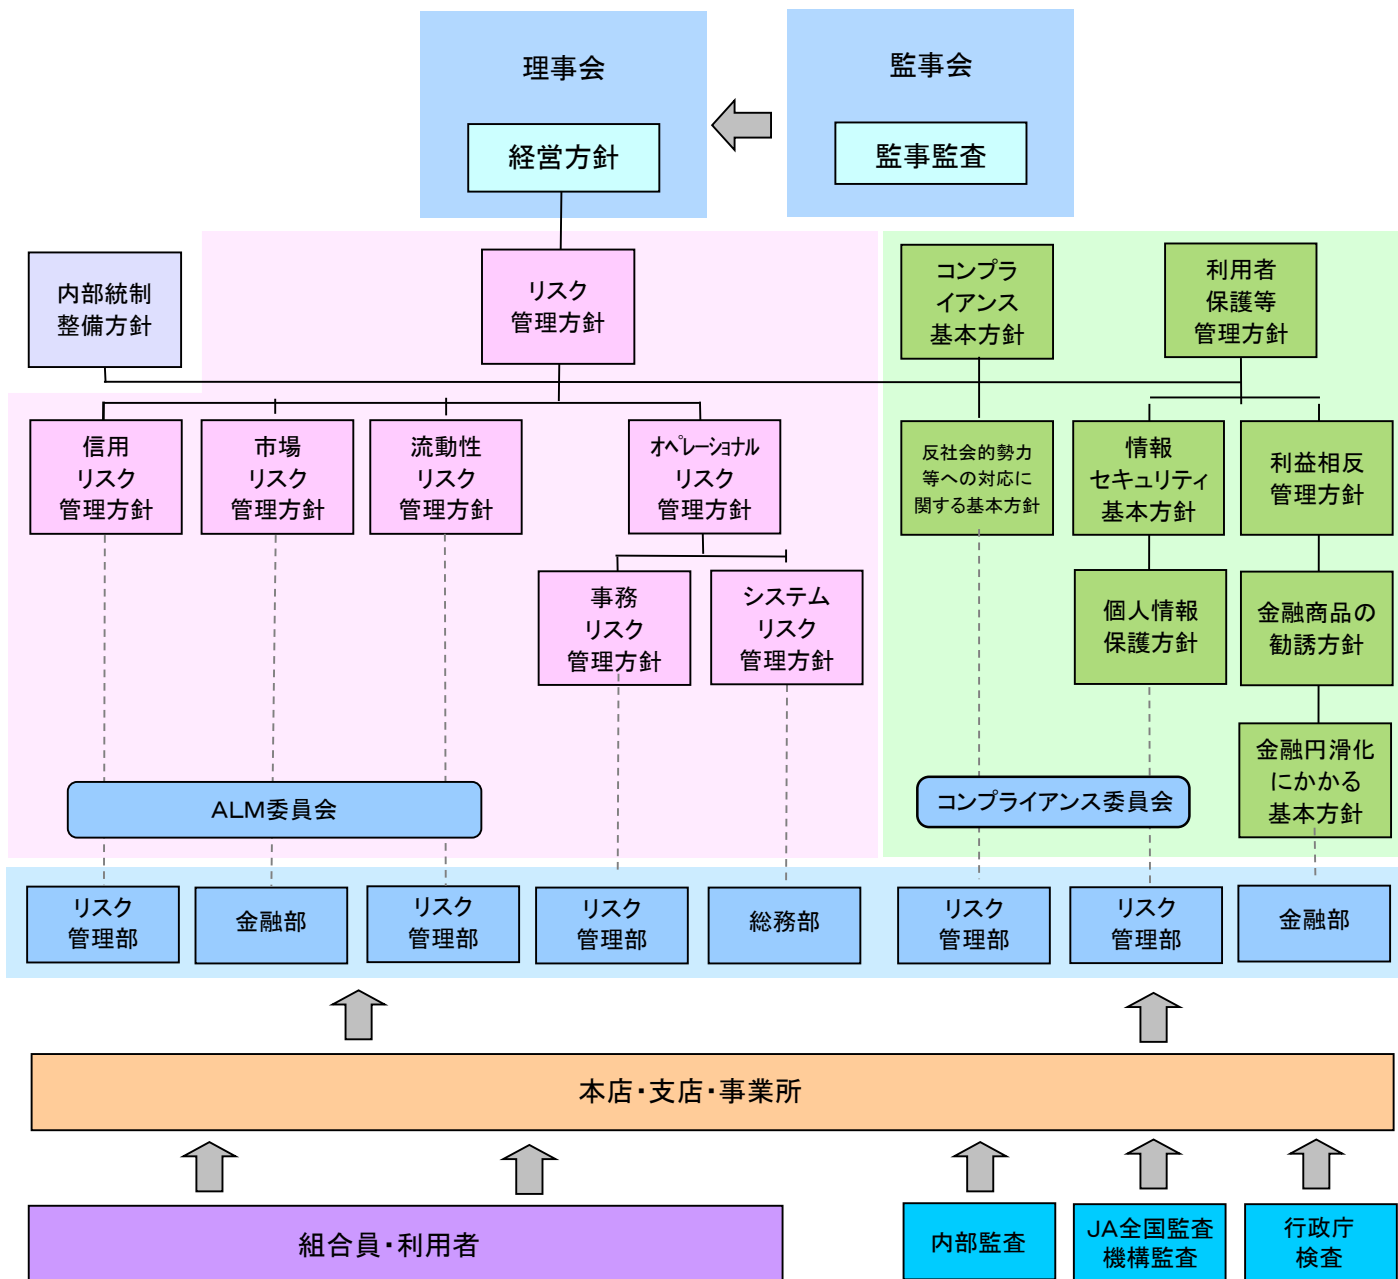 理事会
監事会
経営方針
監事監査
内部統制
整備方針
リスク
管理方針
コンプラ
イアンス
基本方針
利用者
保護等
管理方針
信用
リスク
管理方針
市場
リスク
管理方針
流動性
リスク
管理方針
オペレーショナル
リスク
管理方針
反社会的勢力
等への対応に
関する基本方針
情報
セキュリティ
基本方針
利益相反
管理方針
事務
リスク
管理方針
システム
リスク
管理方針
個人情報
保護方針
金融商品の
勧誘方針
金融円滑化
にかかる
基本方針
ALM委員会
コンプライアンス委員会
リスク
管理部
金融部
リスク
管理部
リスク
管理部
総務部
リスク
管理部
リスク
管理部
金融部
本店・支店・事業所
組合員・利用者
内部監査
JA全国監査
機構監査
行政庁
検査